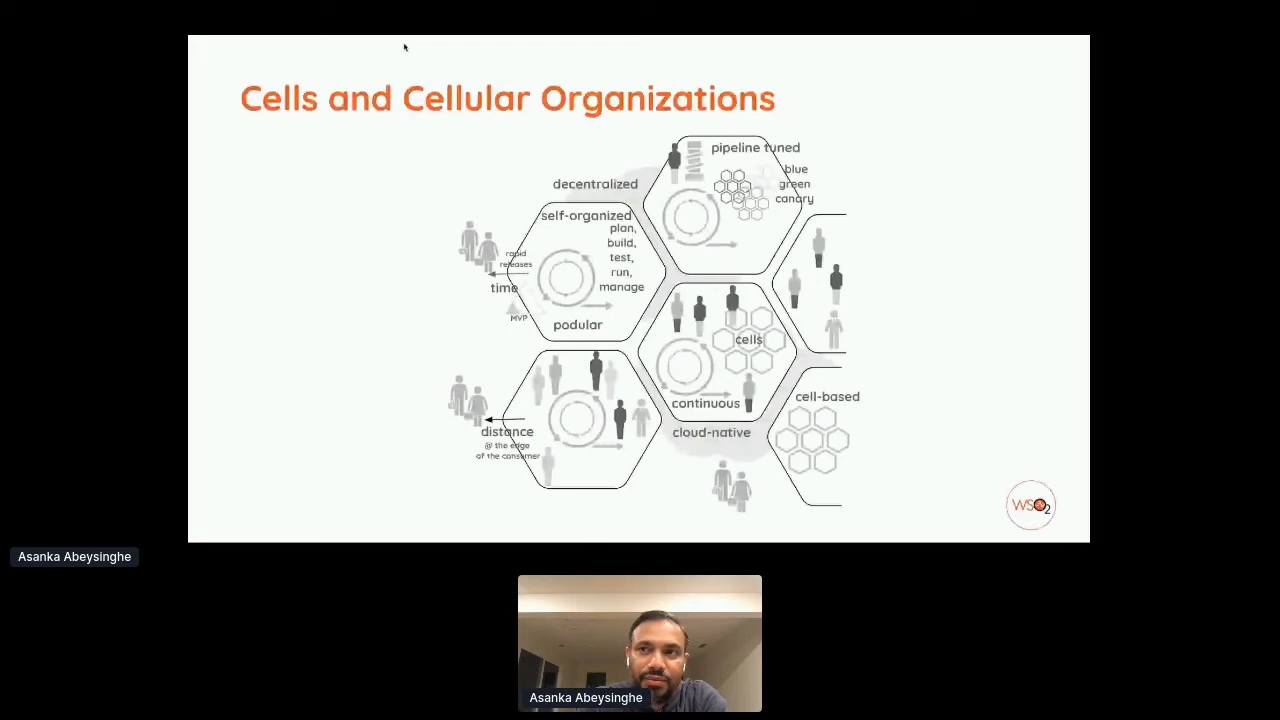 Cells and Cellular Organizations
pipeline tuned
blue
green
canary
decentralized
self-organized
plan,
build,
test,
run,
manage
rapid
releases
time
MVP
podular
cells
continuous
cloud-native
cell-based
distance
@ the edge
of the consumer
WSO2
Asanka Abeysinghe
Asanka Abeysinghe